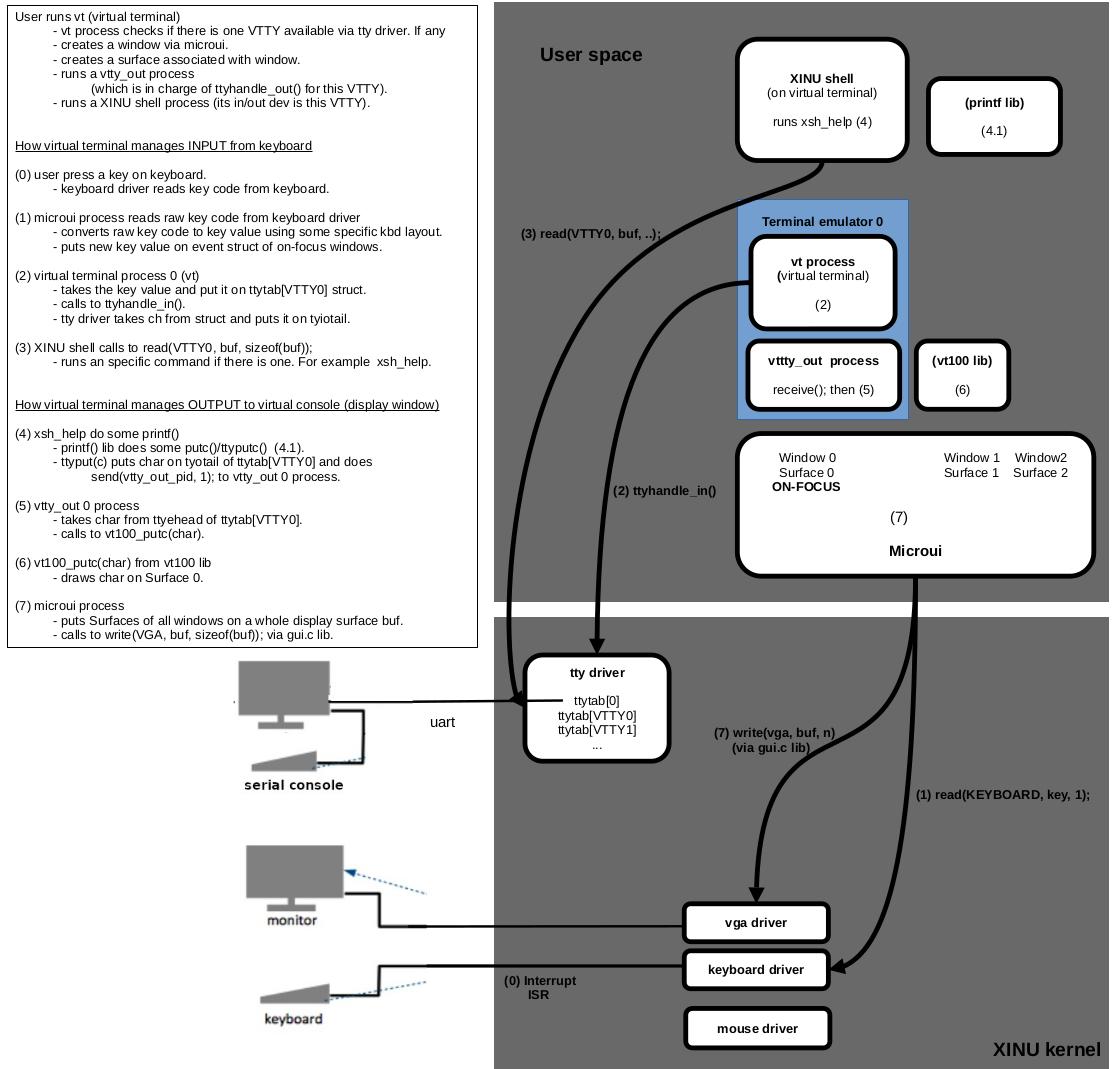 User runs vt (virtual terminal)
- vt process checks if there is one VTTY available via tty driver. If any
- creates a window via microui.
- creates a surface associated with window.
- runs a vtty_out process
(which is in charge of ttyhandle_out() for this VTTY).
- runs a XINU shell process (its in/out dev is this VTTY).
How virtual terminal manages INPUT from keyboard
(0) user press a key on keyboard.
- keyboard driver reads key code from keyboard.
(1) microui process reads raw key code from keyboard driver
- converts raw key code to key value using some specific kbd layout.
- puts new key value on event struct of on-focus windows.
(2) virtual terminal process 0 (vt)
- takes the key value and put it on ttytab[VTTY0] struct.
- calls to ttyhandle_in().
- tty driver takes ch from struct and puts it on tyiotail.
(3) XINU shell calls to read(VTTY0, buf, sizeof(buf));
- runs an specific command if there is one. For example  xsh_help.
How virtual terminal manages OUTPUT to virtual console (display window)
(4) xsh_help do some printf()
- printf() lib does some putc()/ttyputc()  (4.1).
- ttyput(c) puts char on tyotail of ttytab[VTTY0] and does
send(vtty_out_pid, 1); to vtty_out 0 process.
(5) vtty_out 0 process
- takes char from ttyehead of ttytab[VTTY0].
- calls to vt100_putc(char).
(6) vt100_putc(char) from vt100 lib
- draws char on Surface 0.
(7) microui process
- puts Surfaces of all windows on a whole display surface buf.
- calls to write(VGA, buf, sizeof(buf)); via gui.c lib.
User space
XINU shell
(on virtual terminal)
runs xsh_help (4)
(printf lib)
(4.1)
(3) read(VTTY0, buf, ..);
Terminal emulator 0
vt process
(virtual terminal)
(2)
vttty_out  process
receive(); then (5)
(vt100 lib)
(6)
(2) ttyhandle_in()
Window 0
Surface 0
ON-FOCUS
Window 1
Surface 1
Window2
Surface 2
(7)
Microui
tty driver
ttytab[0]
ttytab[VTTY0]
ttytab[VTTY1]
...
uart
serial console
(7) write(vga, buf, n)
(via gui.c lib)
(1) read(KEYBOARD, key, 1);
monitor
vga driver
keyboard driver
(0) Interrupt
ISR
keyboard
mouse driver
XINU kernel